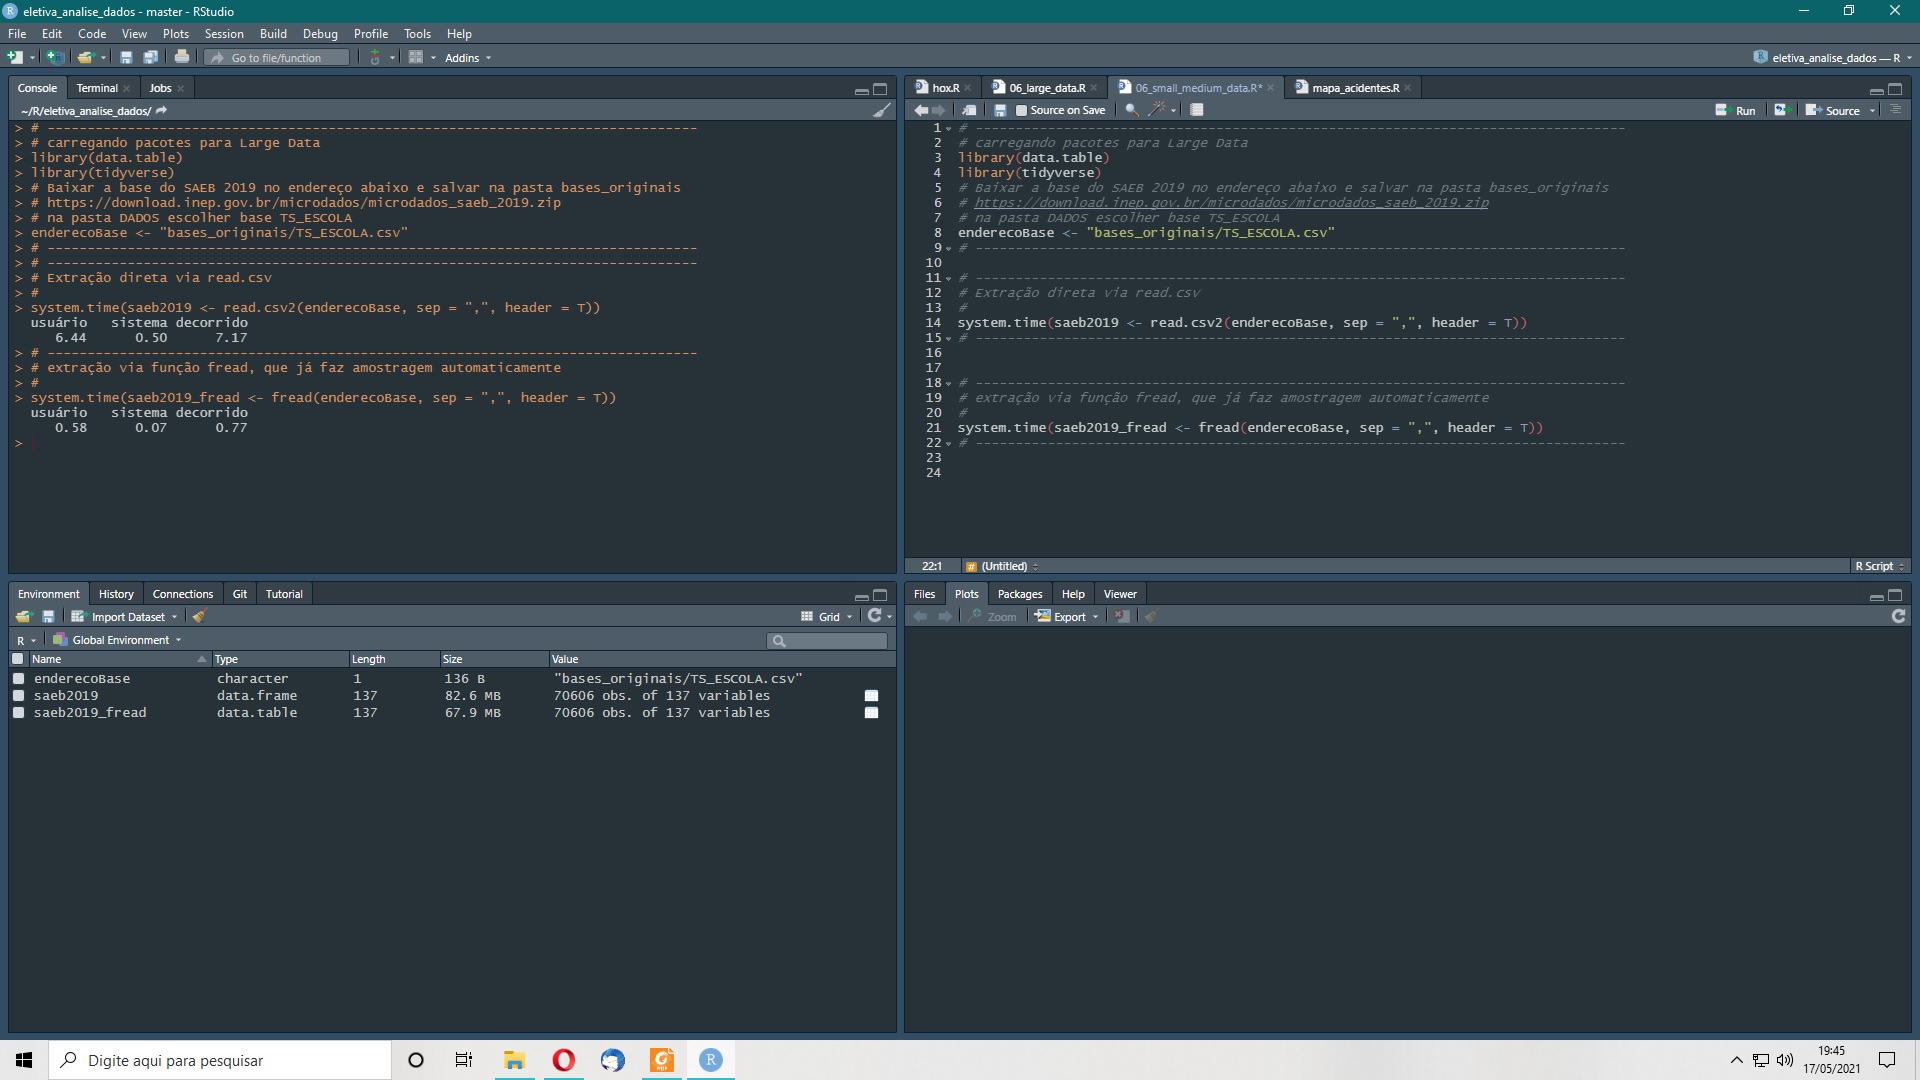 eletiva_analise_dados - master - RStudio
File Edit Code View Plots Session Build Debug Profile Tools Help
Go to file/function Addins eletiva_analise_dados — R
Console Terminal Jobs
~/R/eletiva_analise_dados/
> # ---------------------------------------------------------------------------------
> # carregando pacotes para Large Data
> library(data.table)
> library(tidyverse)
> # Baixar a base do SAEB 2019 no endereço abaixo e salvar na pasta bases_originais
> # https://download.inep.gov.br/microdados/microdados_saeb_2019.zip
> # na pasta DADOS escolher base TS_ESCOLA
> enderecoBase <- "bases_originais/TS_ESCOLA.csv"
> # ---------------------------------------------------------------------------------
> # ---------------------------------------------------------------------------------
> # Extração direta via read.csv
> #
> system.time(saeb2019 <- read.csv2(enderecoBase, sep = ",", header = T))
usuário sistema decorrido
6.44 0.50 7.17
> # ---------------------------------------------------------------------------------
> # extração via função fread, que já faz amostragem automaticamente
> #
> system.time(saeb2019_fread <- fread(enderecoBase, sep = ",", header = T))
usuário sistema decorrido
0.58 0.07 0.77
>
hox.R 06_large_data.R 06_small_medium_data.R* mapa_acidentes.R
Source on Save Run Source
1 # ---------------------------------------------------------------------------------
2 # carregando pacotes para Large Data
3 library(data.table)
4 library(tidyverse)
5 # Baixar a base do SAEB 2019 no endereço abaixo e salvar na pasta bases_originais
6 # https://download.inep.gov.br/microdados/microdados_saeb_2019.zip
7 # na pasta DADOS escolher base TS_ESCOLA
8 enderecoBase <- "bases_originais/TS_ESCOLA.csv"
9 # ---------------------------------------------------------------------------------
10
11 # ---------------------------------------------------------------------------------
12 # Extração direta via read.csv
13 #
14 system.time(saeb2019 <- read.csv2(enderecoBase, sep = ",", header = T))
15 # ---------------------------------------------------------------------------------
16
17
18 # ---------------------------------------------------------------------------------
19 # extração via função fread, que já faz amostragem automaticamente
20 #
21 system.time(saeb2019_fread <- fread(enderecoBase, sep = ",", header = T))
22 # ---------------------------------------------------------------------------------
23
24
22:1 # (Untitled) R Script
Environment History Connections Git Tutorial
Import Dataset Grid
R Global Environment
Name Type Length Size Value
enderecoBase character 1 136 B "bases_originais/TS_ESCOLA.csv"
saeb2019 data.frame 137 82.6 MB 70606 obs. of 137 variables
saeb2019_fread data.table 137 67.9 MB 70606 obs. of 137 variables
Files Plots Packages Help Viewer
Zoom Export
Digite aqui para pesquisar
19:45
17/05/2021